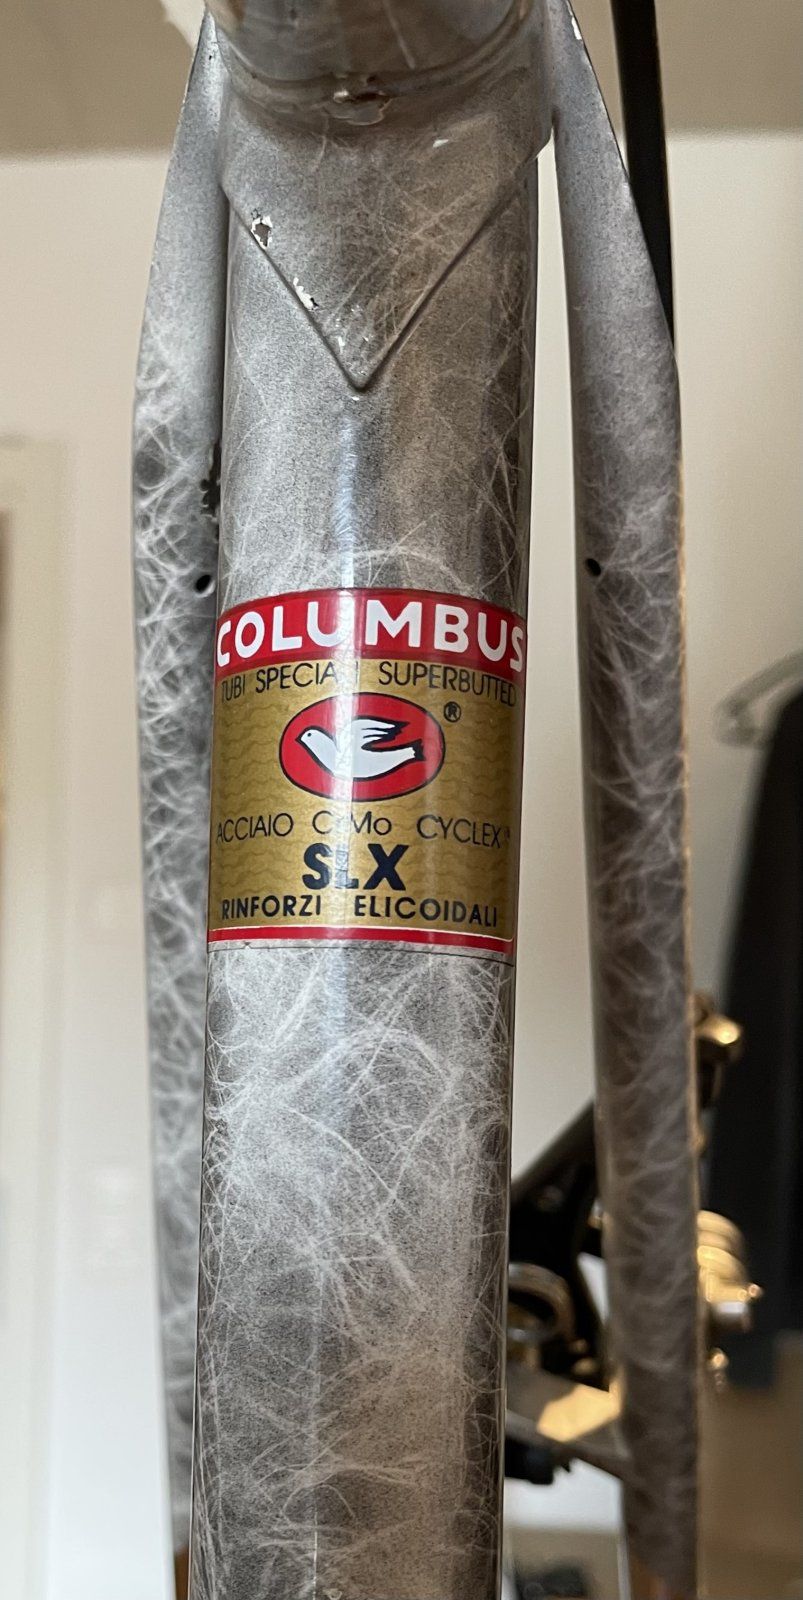 COLUMBUS
TUBI SPECIALI SUPERBUTTED
®
ACCIAIO CrMo CYCLEX
SLX
RINFORZI ELICOIDALI